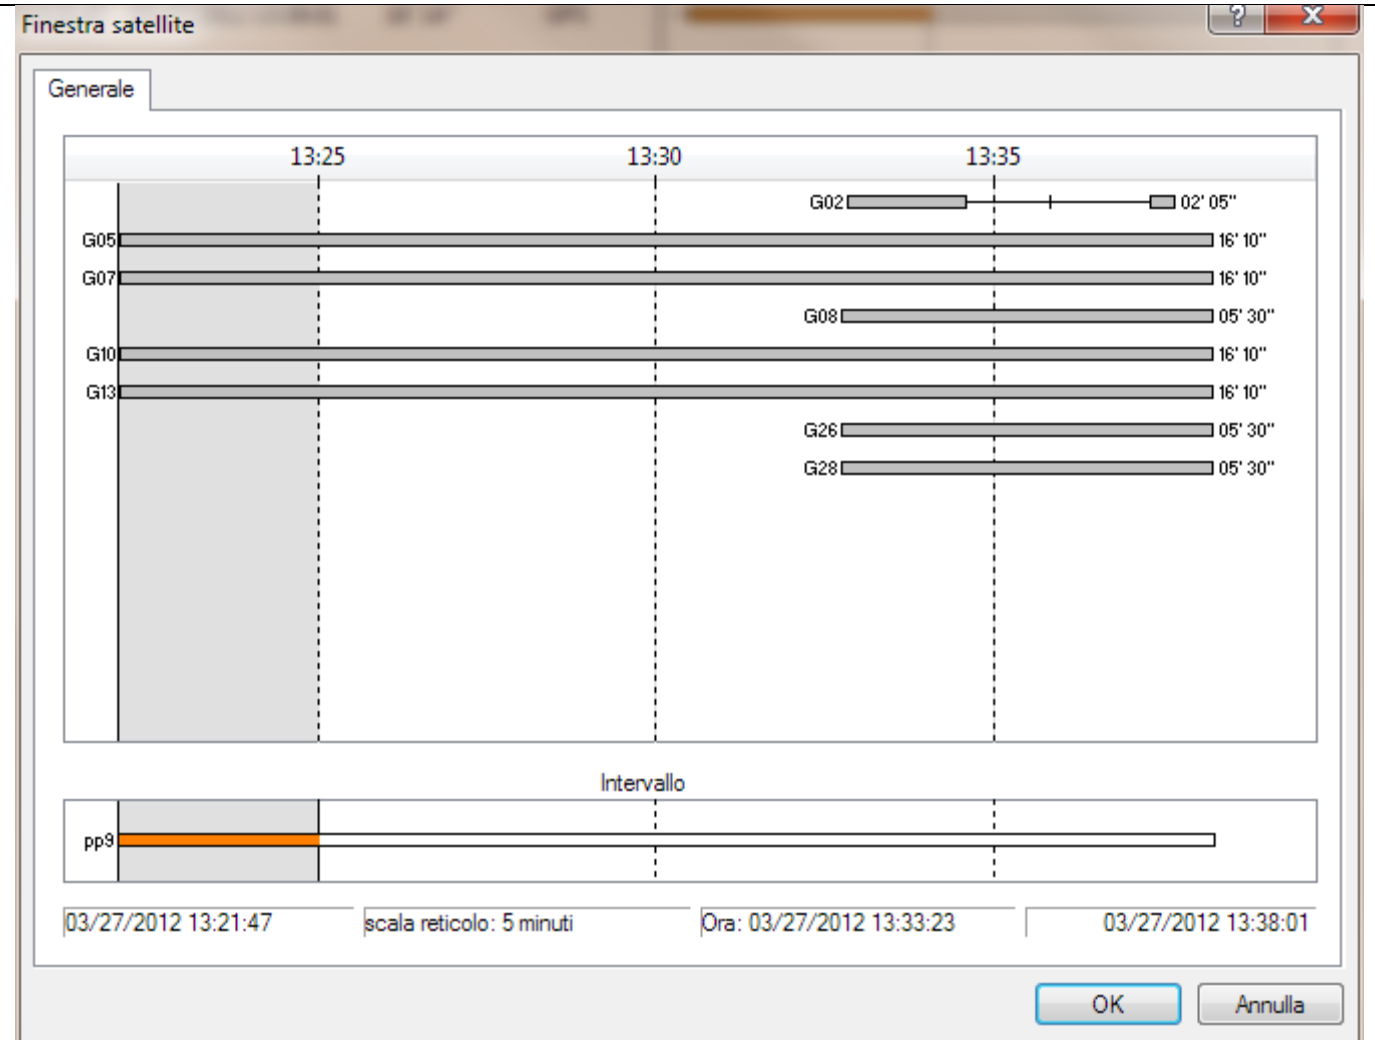 Finestra satellite
?
Generale
13:25 13:30 13:35
G02 02' 05"
G05 16' 10"
G07 16' 10"
G08 05' 30"
G10 16' 10"
G13 16' 10"
G26 05' 30"
G28 05' 30"
Intervallo
pp9
03/27/2012 13:21:47 scala reticolo: 5 minuti Ora: 03/27/2012 13:33:23 03/27/2012 13:38:01
OK Annulla